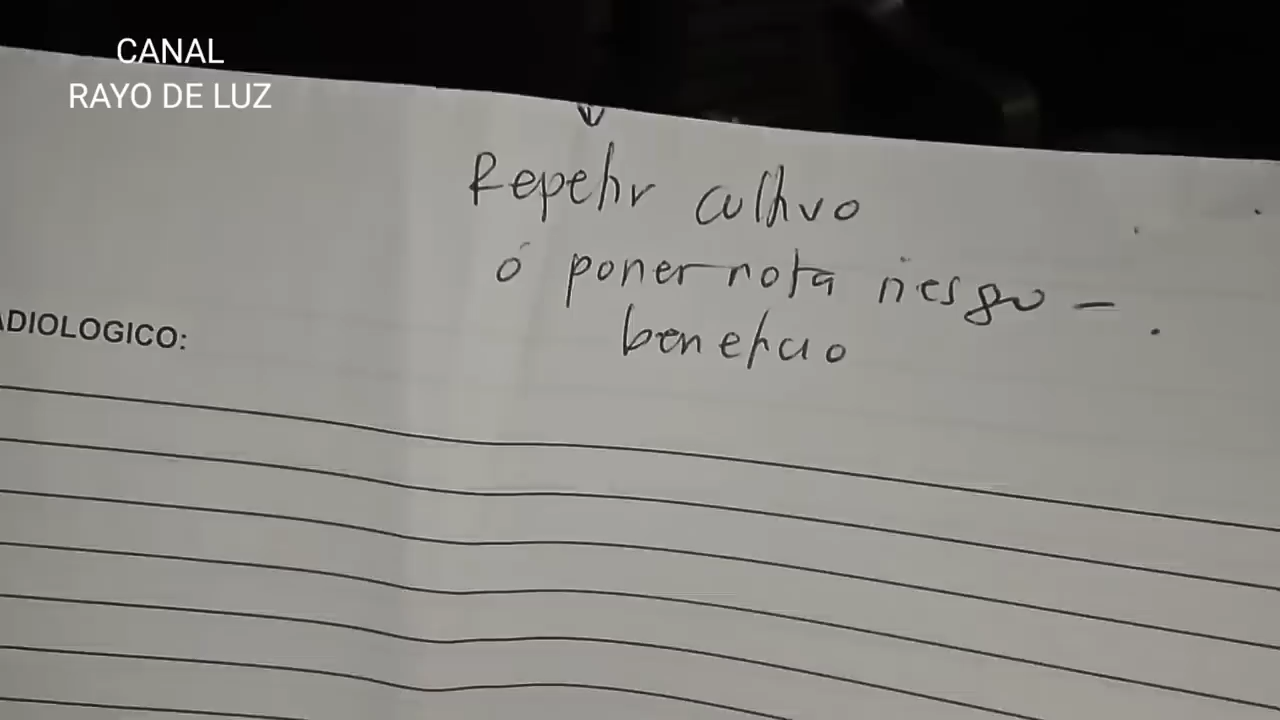 CANAL
RAYO DE LUZ
Repetir cultivo
ó poner nota riesgo -
beneficio
ADIOLOGICO: